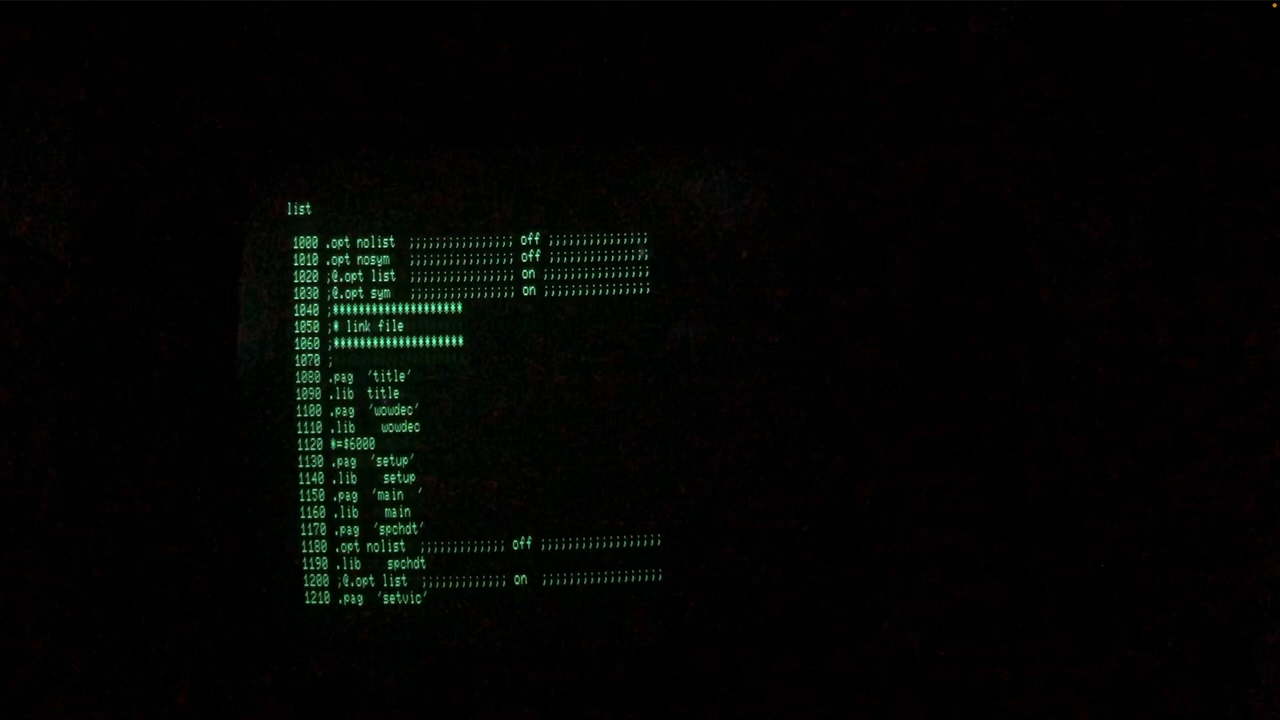 list
1000 .opt nolist ;;;;;;;;;;;;;; off ;;;;;;;;;;;;;
1010 .opt nosym ;;;;;;;;;;;;;; off ;;;;;;;;;;;;;
1020 ;@.opt list ;;;;;;;;;;;;;; on ;;;;;;;;;;;;;;
1030 ;@.opt sym ;;;;;;;;;;;;;; on ;;;;;;;;;;;;;;
1040 ;*****************
1050 ;* link file
1060 ;*****************
1070 ;
1080 .pag 'title'
1090 .lib title
1100 .pag 'wowdec'
1110 .lib wowdec
1120 *=$6000
1130 .pag 'setup'
1140 .lib setup
1150 .pag 'main '
1160 .lib main
1170 .pag 'spchdt'
1180 .opt nolist ;;;;;;;;;;; off ;;;;;;;;;;;;;;;;
1190 .lib spchdt
1200 ;@.opt list ;;;;;;;;;;; on ;;;;;;;;;;;;;;;;
1210 .pag 'setvic'